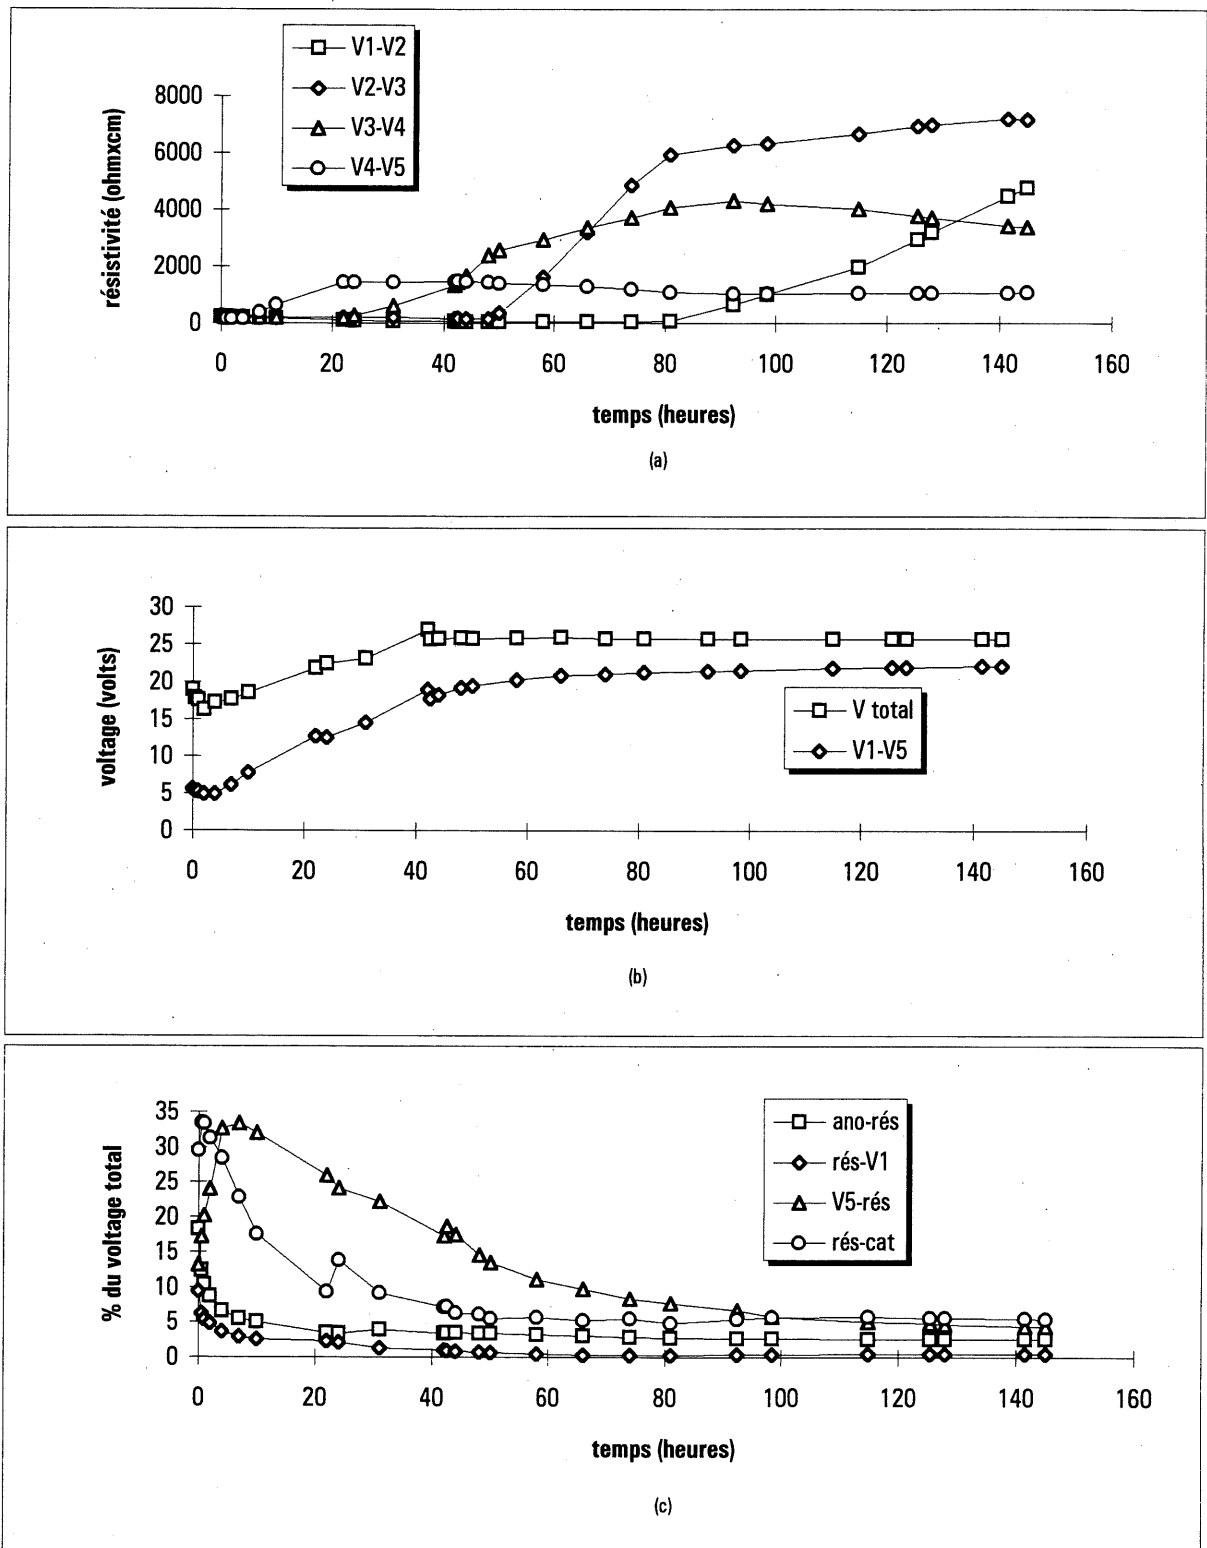 V1-V2
V2-V3
V3-V4
V4-V5
résistivité (ohmxcm)
8000
6000
4000
2000
0
0 20 40 60 80 100 120 140 160
temps (heures)
(a)
voltage (volts)
30
25
20
15
10
5
0
V total
V1-V5
0 20 40 60 80 100 120 140 160
temps (heures)
(b)
% du voltage total
35
30
25
20
15
10
5
0
ano-rés
rés-V1
V5-rés
rés-cat
0 20 40 60 80 100 120 140 160
temps (heures)
(c)